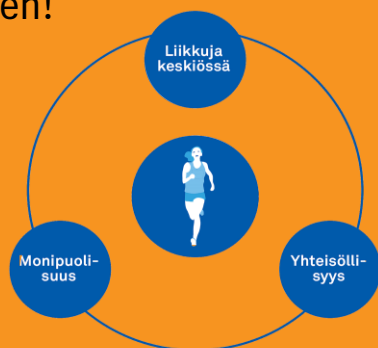 en!
Liikkuja
keskiössä
Monipuoli-
suus
Yhteisölli-
syys